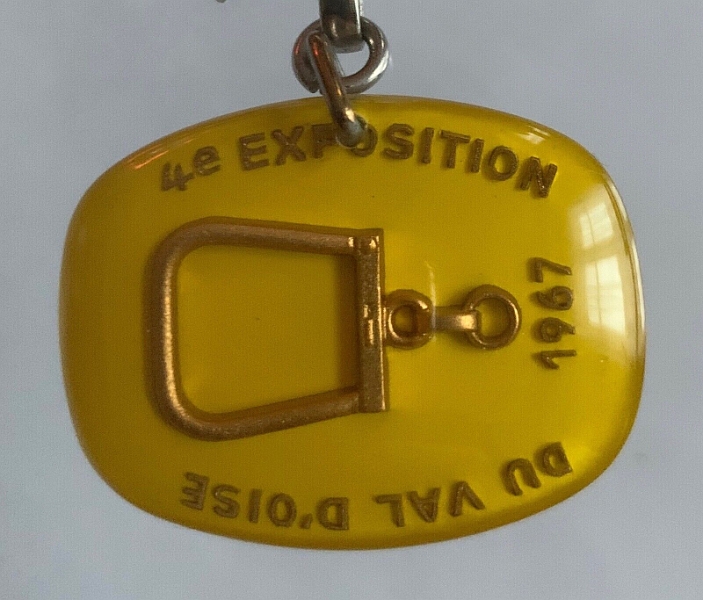 4e EXPOSITION
1967
DU VAL D'OISE